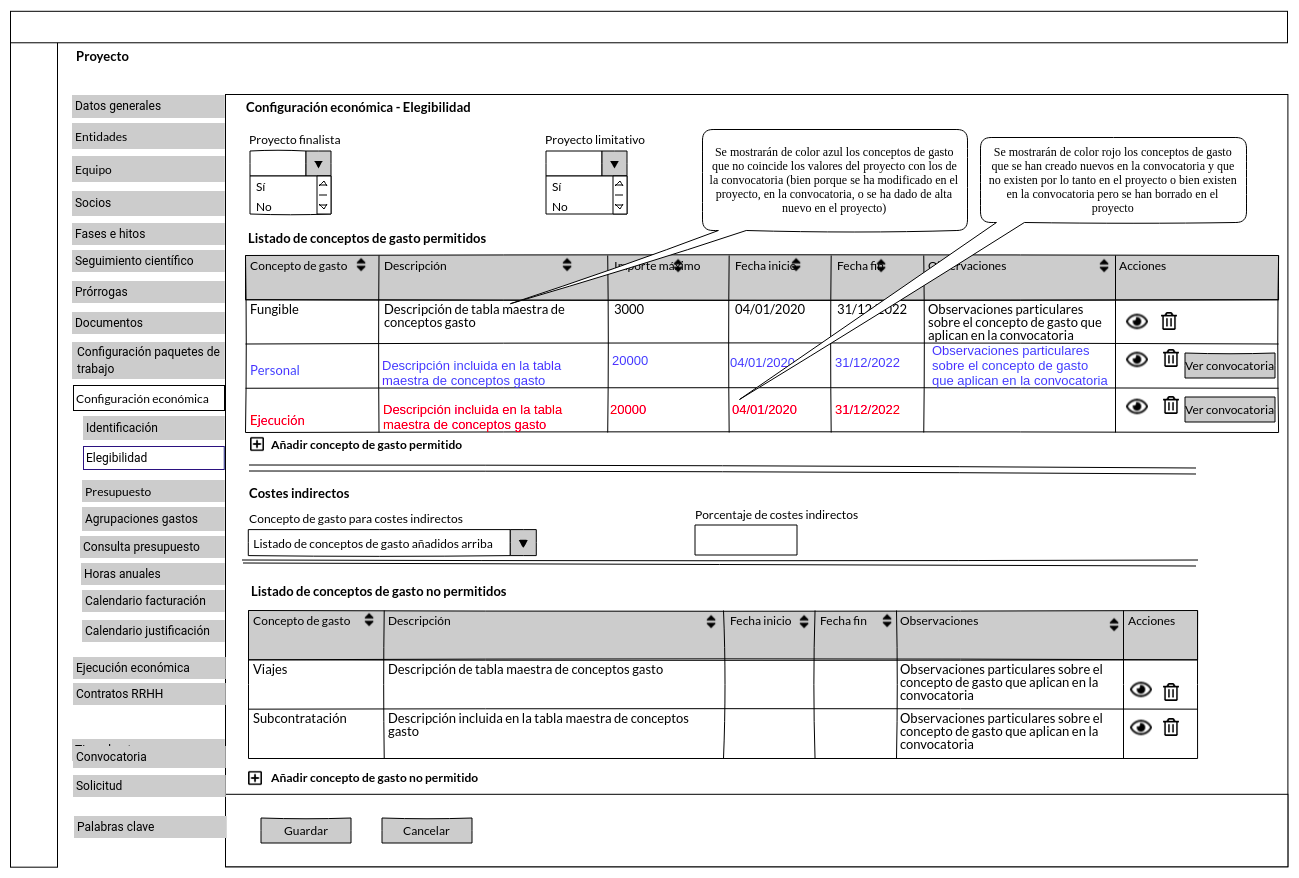 Proyecto
Datos generales
Entidades
Equipo
Socios
Fases e hitos
Seguimiento científico
Prórrogas
Documentos
Configuración paquetes de
trabajo
Configuración económica
Identificación
Elegibilidad
Presupuesto
Agrupaciones gastos
Consulta presupuesto
Horas anuales
Calendario facturación
Calendario justificación
Ejecución económica
Contratos RRHH
Convocatoria
Solicitud
Palabras clave
Configuración económica - Elegibilidad
Proyecto finalista
Sí
No
Proyecto limitativo
Sí
No
Se mostrarán de color azul los conceptos de gasto
que no coincide los valores del proyecto con los de
la convocatoria (bien porque se ha modificado en el
proyecto, en la convocatoria, o se ha dado de alta
nuevo en el proyecto)
Se mostrarán de color rojo los conceptos de gasto
que se han creado nuevos en la convocatoria y que
no existen por lo tanto en el proyecto o bien existen
en la convocatoria pero se han borrado en el
proyecto
Listado de conceptos de gasto permitidos
Concepto de gasto Descripción Importe máximo Fecha inicio Fecha fin Observaciones Acciones
Fungible
Descripción de tabla maestra de
conceptos gasto
3000
04/01/2020
31/12/2022
Observaciones particulares
sobre el concepto de gasto que
aplican en la convocatoria
Personal
Descripción incluida en la tabla
maestra de conceptos gasto
20000
04/01/2020
31/12/2022
Observaciones particulares
sobre el concepto de gasto
que aplican en la convocatoria
Ver convocatoria
Ejecución
Descripción incluida en la tabla
maestra de conceptos gasto
20000
04/01/2020
31/12/2022
Ver convocatoria
Añadir concepto de gasto permitido
Costes indirectos
Concepto de gasto para costes indirectos
Listado de conceptos de gasto añadidos arriba
Porcentaje de costes indirectos
Listado de conceptos de gasto no permitidos
Concepto de gasto Descripción Fecha inicio Fecha fin Observaciones Acciones
Viajes
Descripción de tabla maestra de conceptos gasto
Observaciones particulares sobre el
concepto de gasto que aplican en la
convocatoria
Subcontratación
Descripción incluida en la tabla maestra de conceptos
gasto
Observaciones particulares sobre el
concepto de gasto que aplican en la
convocatoria
Añadir concepto de gasto no permitido
Guardar
Cancelar